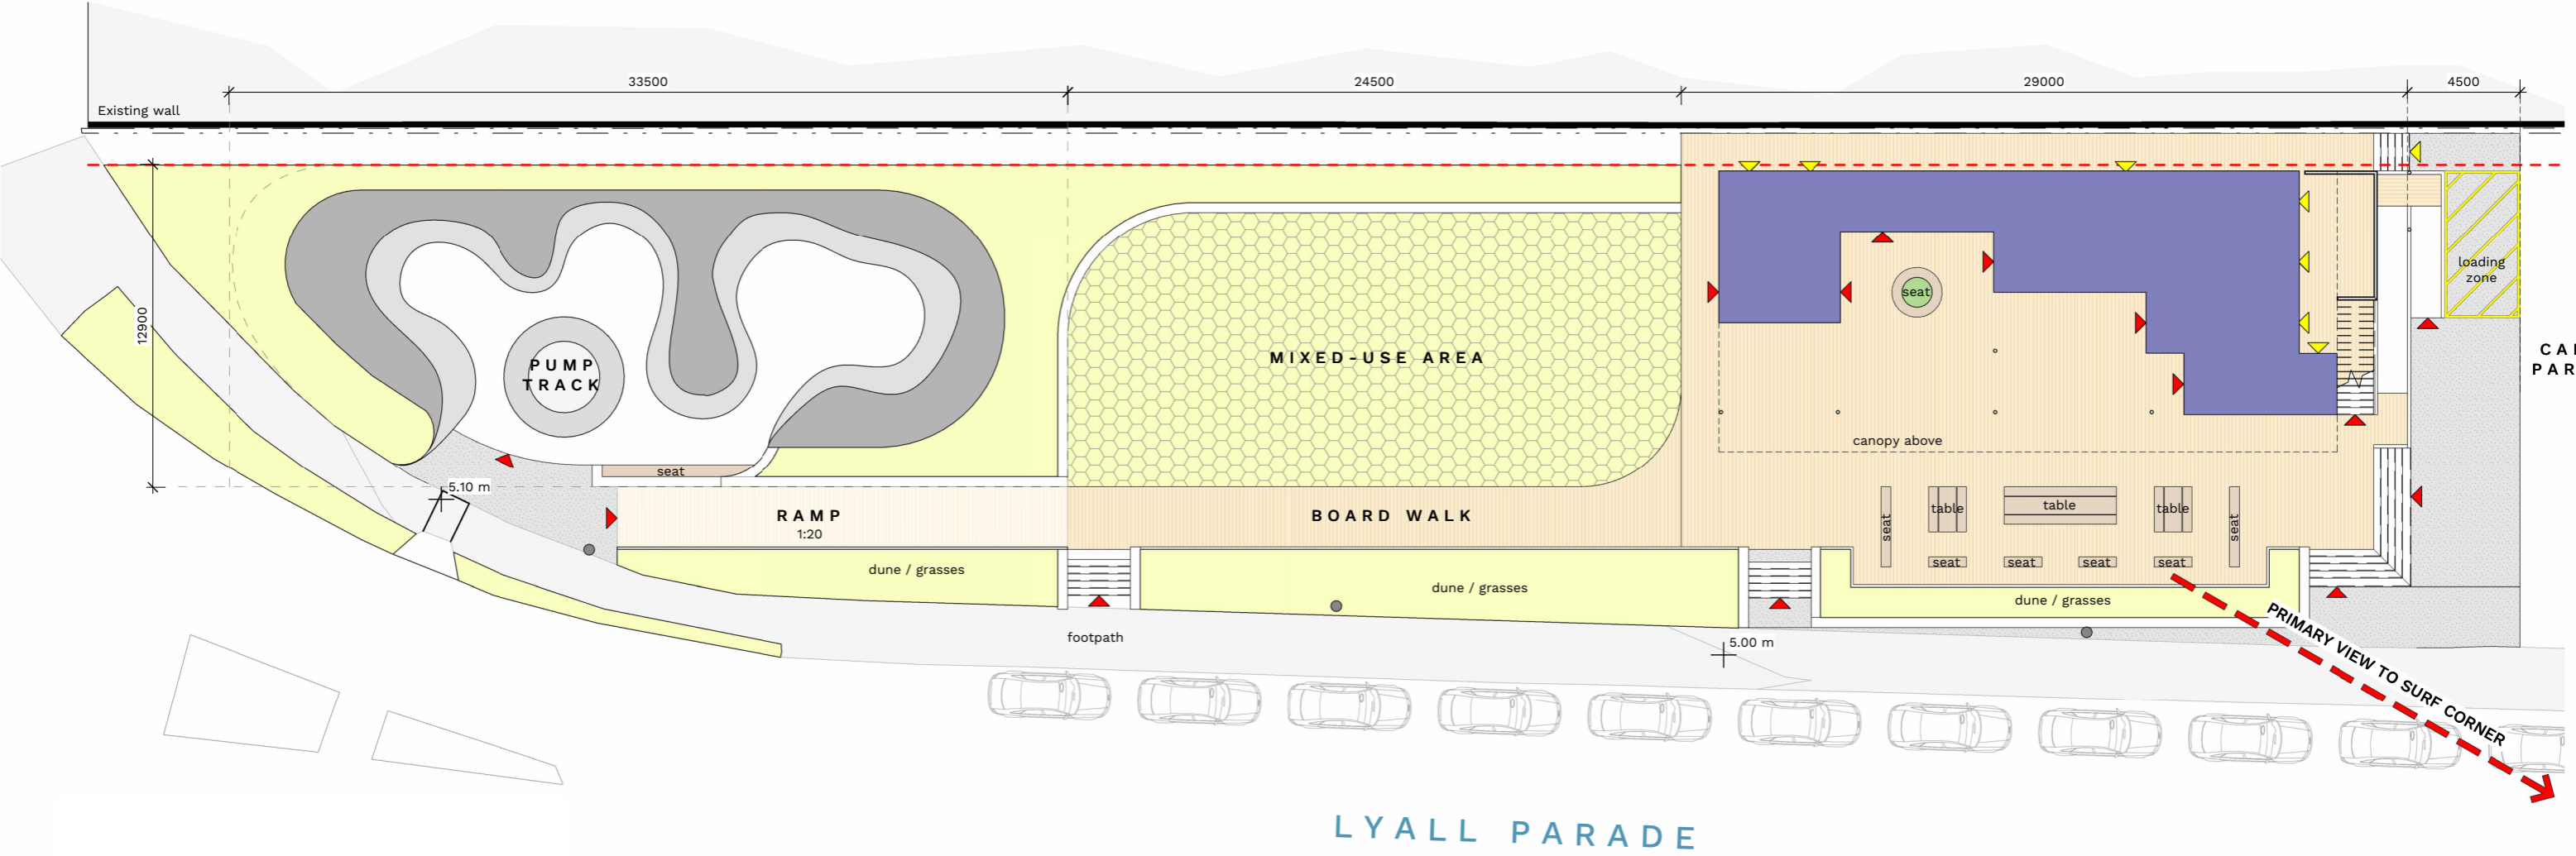 33500
24500
29000
4500
Existing wall
12900
PUMP
TRACK
MIXED-USE AREA
seat
loading
zone
canopy above
seat
5.10 m
RAMP
1:20
BOARD WALK
seat
table
table
table
seat
seat
seat
seat
seat
dune / grasses
dune / grasses
dune / grasses
footpath
5.00 m
PRIMARY VIEW TO SURF CORNER
LYALL PARADE